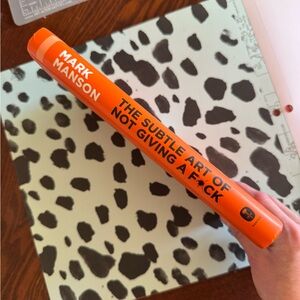 MARK
MANSON
THE SUBTLE ART OF
NOT GIVING A F*CK